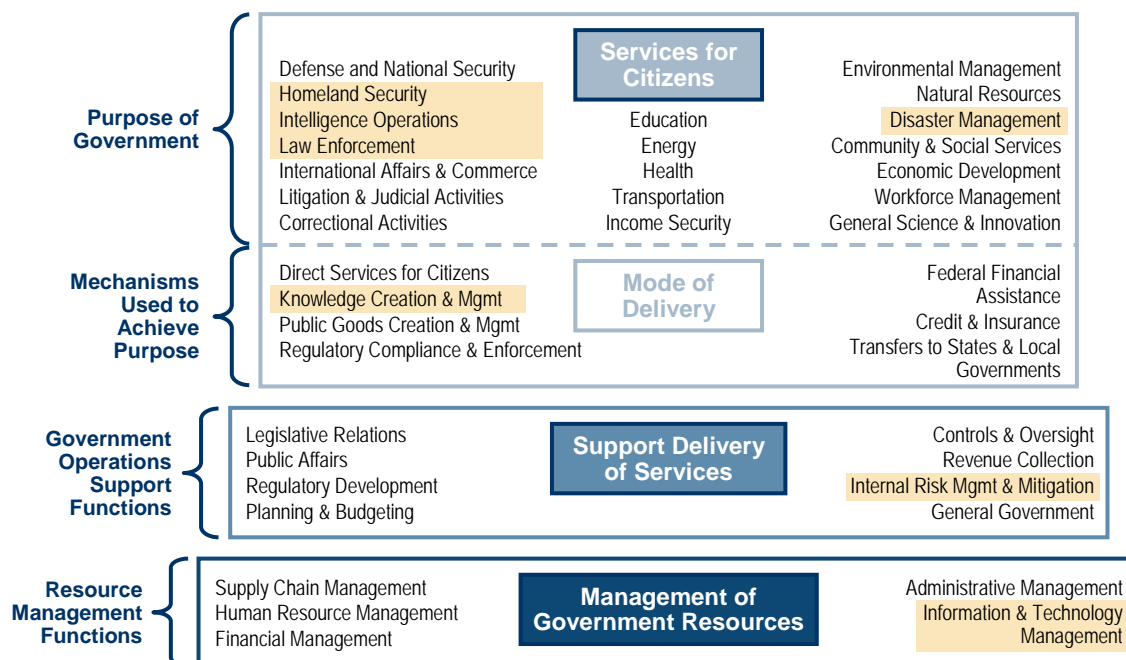 Purpose of
Government
Services for
Citizens
Defense and National Security
Homeland Security
Intelligence Operations
Law Enforcement
International Affairs & Commerce
Litigation & Judicial Activities
Correctional Activities
Education
Energy
Health
Transportation
Income Security
Environmental Management
Natural Resources
Disaster Management
Community & Social Services
Economic Development
Workforce Management
General Science & Innovation
Mechanisms
Used to
Achieve
Purpose
Direct Services for Citizens
Knowledge Creation & Mgmt
Public Goods Creation & Mgmt
Regulatory Compliance & Enforcement
Mode of
Delivery
Federal Financial
Assistance
Credit & Insurance
Transfers to States & Local
Governments
Government
Operations
Support
Functions
Legislative Relations
Public Affairs
Regulatory Development
Planning & Budgeting
Support Delivery
of Services
Controls & Oversight
Revenue Collection
Internal Risk Mgmt & Mitigation
General Government
Resource
Management
Functions
Supply Chain Management
Human Resource Management
Financial Management
Management of
Government Resources
Administrative Management
Information & Technology
Management